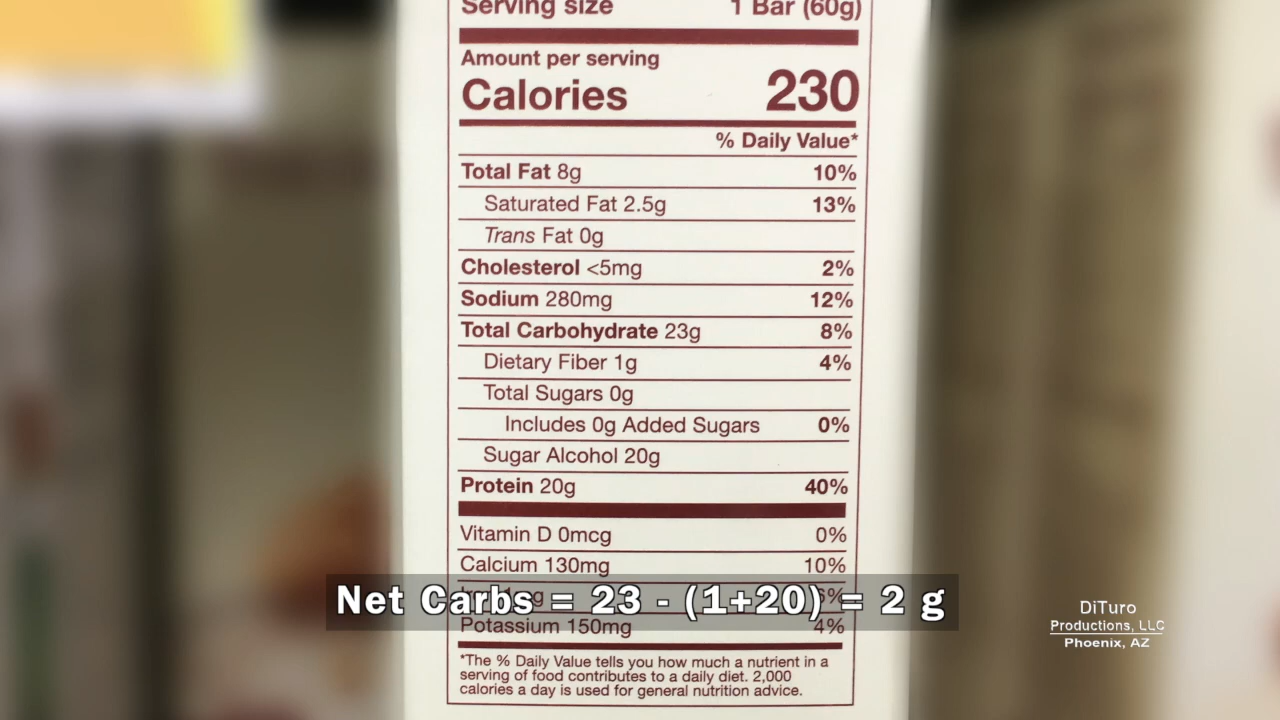 Serving size 1 Bar (60g)
Amount per serving
Calories 230
% Daily Value*
Total Fat 8g 10%
Saturated Fat 2.5g 13%
Trans Fat 0g
Cholesterol <5mg 2%
Sodium 280mg 12%
Total Carbohydrate 23g 8%
Dietary Fiber 1g 4%
Total Sugars 0g
Includes 0g Added Sugars 0%
Sugar Alcohol 20g
Protein 20g 40%
Vitamin D 0mcg 0%
Calcium 130mg 10%
Net Carbs = 23 - (1+20) = 2 g
Potassium 150mg 4%
*The % Daily Value tells you how much a nutrient in a
serving of food contributes to a daily diet. 2,000
calories a day is used for general nutrition advice.
DiTuro
Productions, LLC
Phoenix, AZ